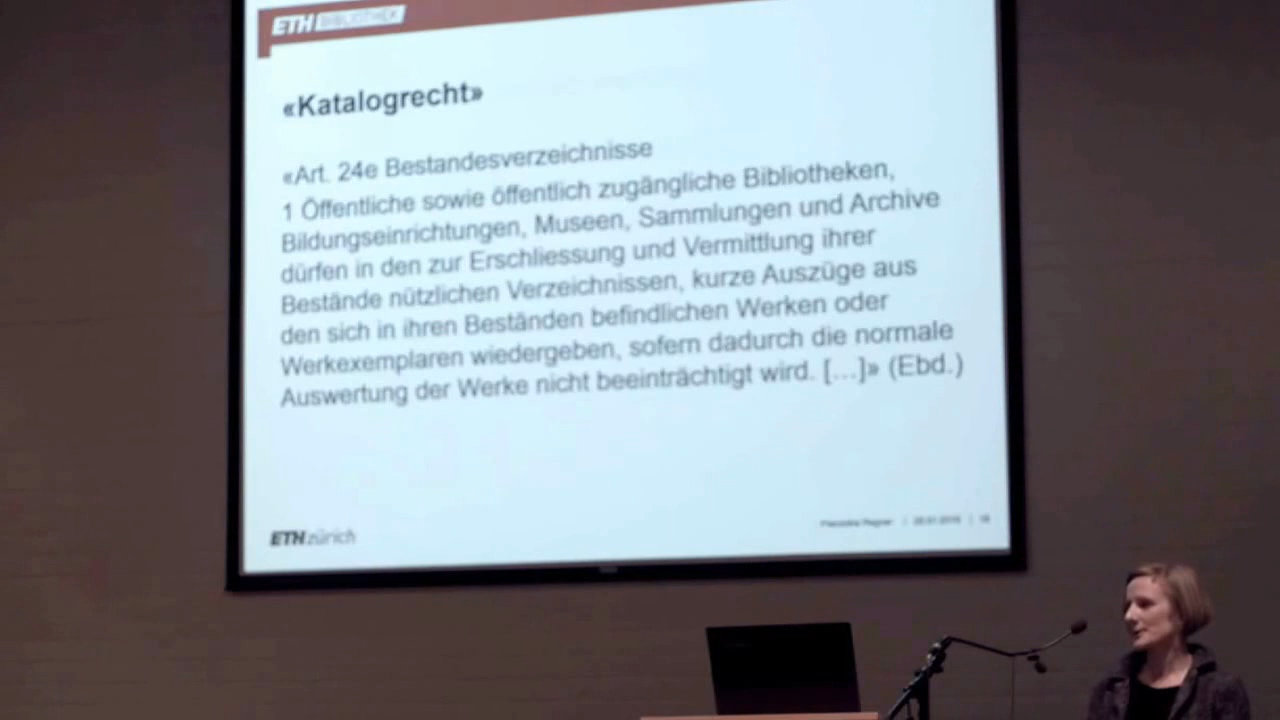 ETH BIBLIOTHEK
«Katalogrecht»
«Art. 24e Bestandesverzeichnisse
1 Öffentliche sowie öffentlich zugängliche Bibliotheken,
Bildungseinrichtungen, Museen, Sammlungen und Archive
dürfen in den zur Erschliessung und Vermittlung ihrer
Bestände nützlichen Verzeichnissen, kurze Auszüge aus
den sich in ihren Beständen befindlichen Werken oder
Werkexemplaren wiedergeben, sofern dadurch die normale
Auswertung der Werke nicht beeinträchtigt wird. […]» (Ebd.)
ETH zürich